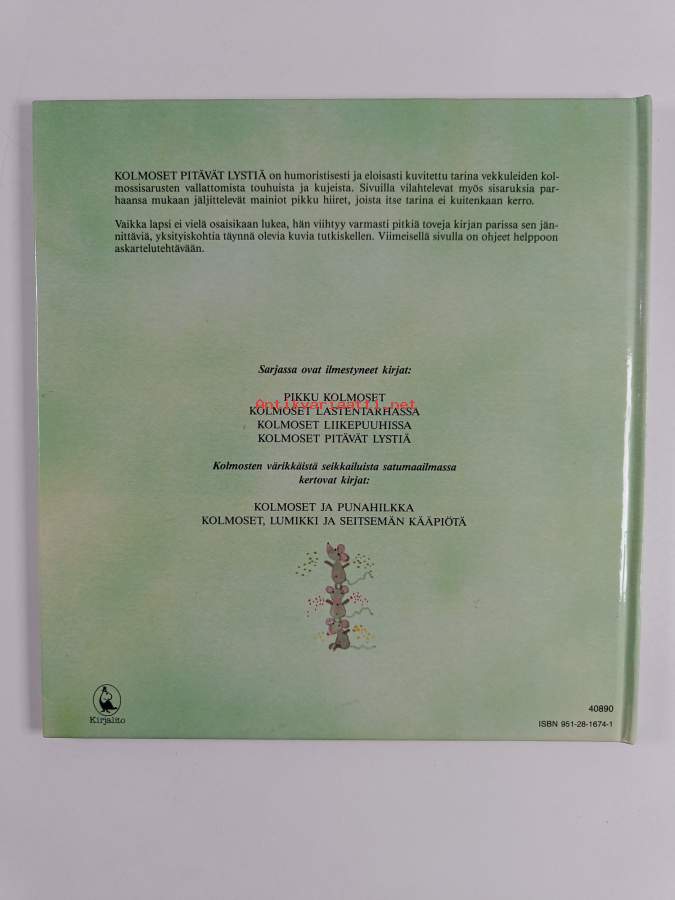 KOLMOSET PITÄVÄT LYSTIÄ on humoristisesti ja eloisasti kuvitettu tarina vekkuleiden kol-
mossisarusten vallattomista touhuista ja kujeista. Sivuilla vilahtelevat myös sisaruksia par-
haansa mukaan jäljittelevät mainiot pikku hiiret, joista itse tarina ei kuitenkaan kerro.
Vaikka lapsi ei vielä osaisikaan lukea, hän viihtyy varmasti pitkiä toveja kirjan parissa sen jän-
nittäviä, yksityiskohtia täynnä olevia kuvia tutkiskellen. Viimeisellä sivulla on ohjeet helppoon
askartelutehtävään.
Sarjassa ovat ilmestyneet kirjat:
PIKKU KOLMOSET
Antikvariaatti.net
KOLMOSET LASTENTARHASSA
KOLMOSET LIIKEPUUHISSA
KOLMOSET PITÄVÄT LYSTIÄ
Kolmosten värikkäistä seikkailuista satumaailmassa
kertovat kirjat:
KOLMOSET JA PUNAHILKKA
KOLMOSET, LUMIKKI JA SEITSEMÄN KÄÄPIÖTÄ
Kirjalito
40890
ISBN 951-28-1674-1